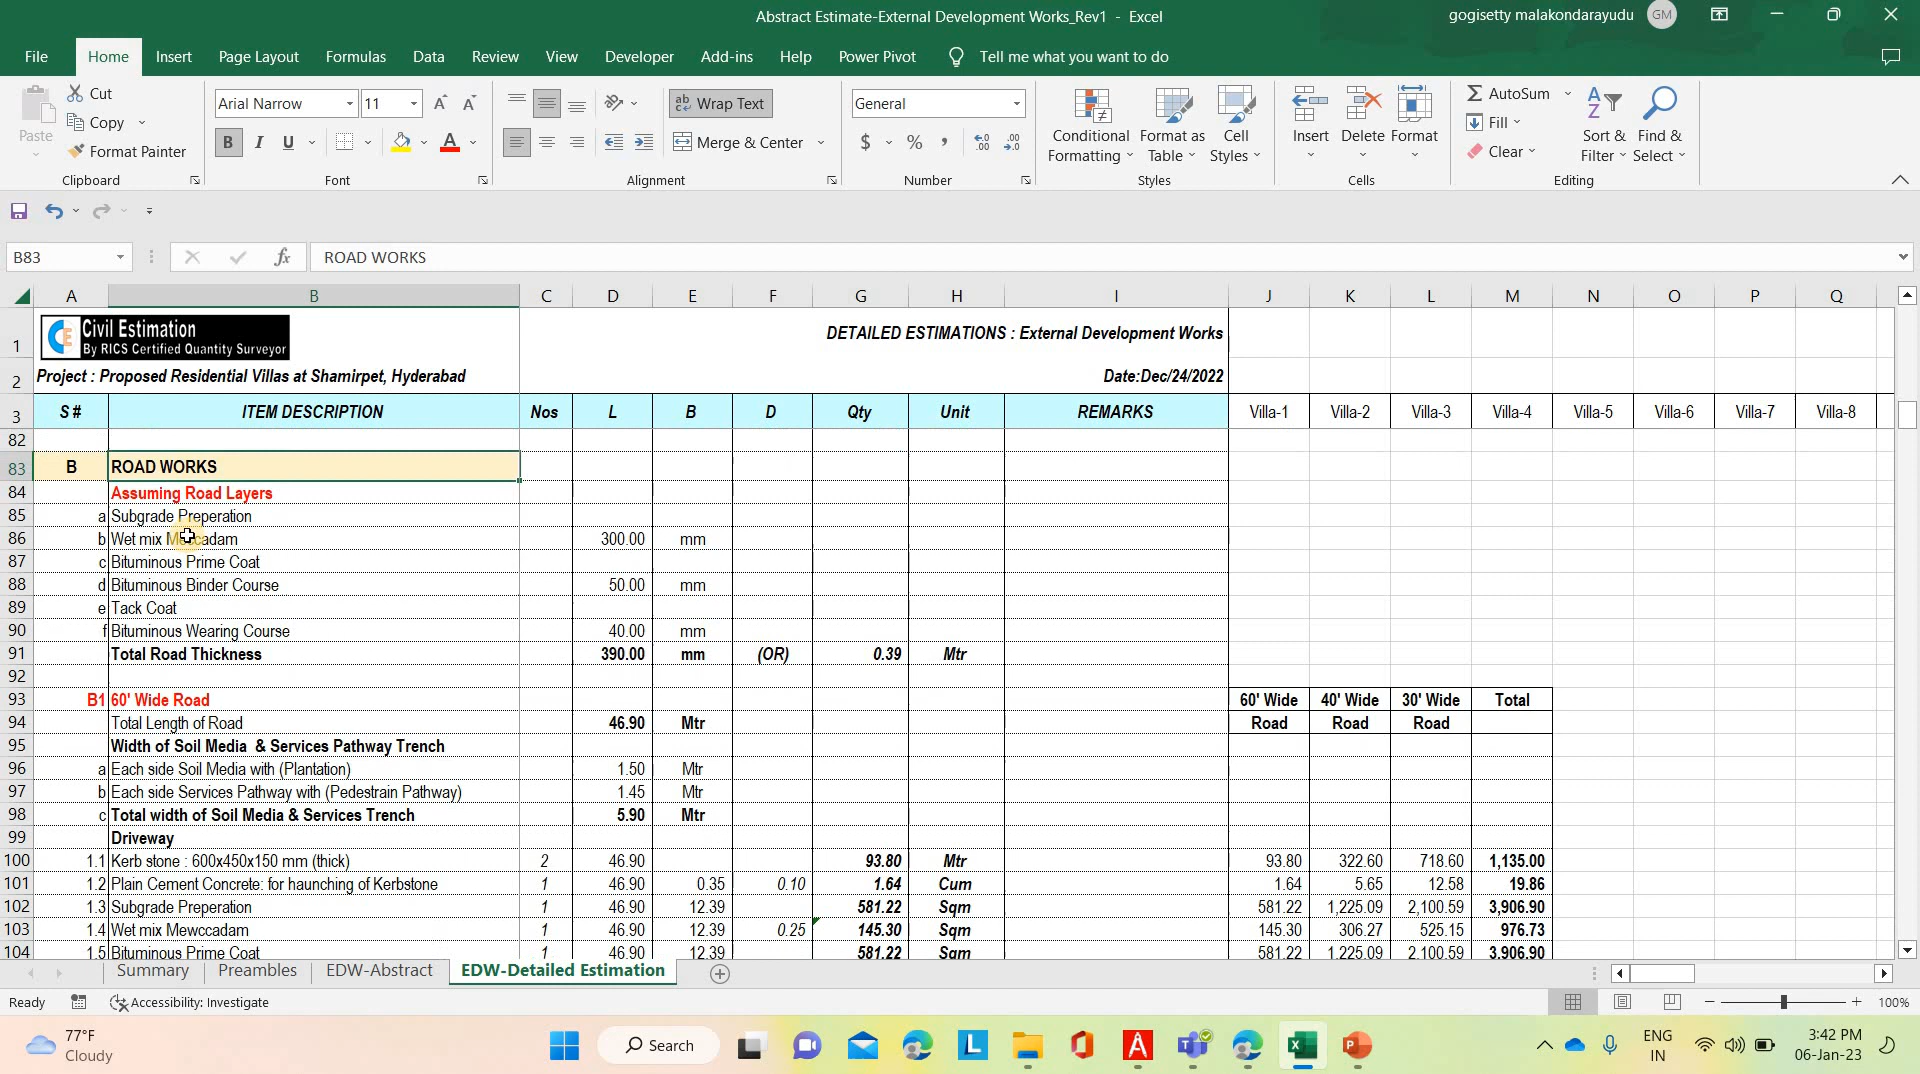 Abstract Estimate-External Development Works_Rev1 - Excel
gogisetty malakondarayudu GM
File Home Insert Page Layout Formulas Data Review View Developer Add-ins Help Power Pivot Tell me what you want to do
Paste Cut Copy Format Painter Clipboard
Arial Narrow 11 B I U A Font
Wrap Text Merge & Center Alignment
General $ % , Number
Conditional Formatting Format as Table Cell Styles Styles
Insert Delete Format Cells
AutoSum Fill Clear Sort & Filter Find & Select Editing
B83 fx ROAD WORKS
A B C D E F G H I J K L M N O P Q
1 Civil Estimation DETAILED ESTIMATIONS : External Development Works
By RICS Certified Quantity Surveyor
2 Project : Proposed Residential Villas at Shamirpet, Hyderabad Date:Dec/24/2022
3 S # ITEM DESCRIPTION Nos L B D Qty Unit REMARKS Villa-1 Villa-2 Villa-3 Villa-4 Villa-5 Villa-6 Villa-7 Villa-8
82
83 B ROAD WORKS
84 Assuming Road Layers
85 a Subgrade Preperation
86 b Wet mix Meccadam 300.00 mm
87 c Bituminous Prime Coat
88 d Bituminous Binder Course 50.00 mm
89 e Tack Coat
90 f Bituminous Wearing Course 40.00 mm
91 Total Road Thickness 390.00 mm (OR) 0.39 Mtr
92
93 B1 60' Wide Road 60' Wide 40' Wide 30' Wide Total
94 Total Length of Road 46.90 Mtr Road Road Road
95 Width of Soil Media & Services Pathway Trench
96 a Each side Soil Media with (Plantation) 1.50 Mtr
97 b Each side Services Pathway with (Pedestrain Pathway) 1.45 Mtr
98 c Total width of Soil Media & Services Trench 5.90 Mtr
99 Driveway
100 1.1 Kerb stone : 600x450x150 mm (thick) 2 46.90 93.80 Mtr 93.80 322.60 718.60 1,135.00
101 1.2 Plain Cement Concrete: for haunching of Kerbstone 1 46.90 0.35 0.10 1.64 Cum 1.64 5.65 12.58 19.86
102 1.3 Subgrade Preperation 1 46.90 12.39 581.22 Sqm 581.22 1,225.09 2,100.59 3,906.90
103 1.4 Wet mix Mewccadam 1 46.90 12.39 0.25 145.30 Sqm 145.30 306.27 525.15 976.73
104 1.5 Bituminous Prime Coat 1 46.90 12.39 581.22 Sqm 581.22 1,225.09 2,100.59 3,906.90
Summary Preambles EDW-Abstract EDW-Detailed Estimation
Ready Accessibility: Investigate 100%
77°F
Cloudy
Search
ENG
IN
3:42 PM
06-Jan-23